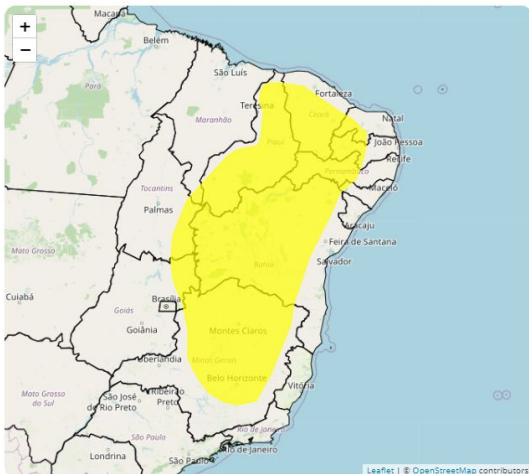 +
−
Macapá
Belém
São Luís
Pará
Fortaleza
Teresina
Ceará
Maranhão
Natal
Piauí
João Pessoa
Recife
Pernambuco
Tocantins
Maceió
Palmas
Aracaju
Feira de Santana
Mato Grosso
Bahia
Salvador
Cuiabá
Brasília
Goiás
Goiânia
Montes Claros
Uberlândia
Minas Gerais
Belo Horizonte
Vitória
Mato Grosso
do Sul
São José
do Rio Preto
Ribeirão
Preto
São Paulo
Rio de Janeiro
Londrina
São Paulo
Rio de Janeiro
Leaflet | © OpenStreetMap contributors